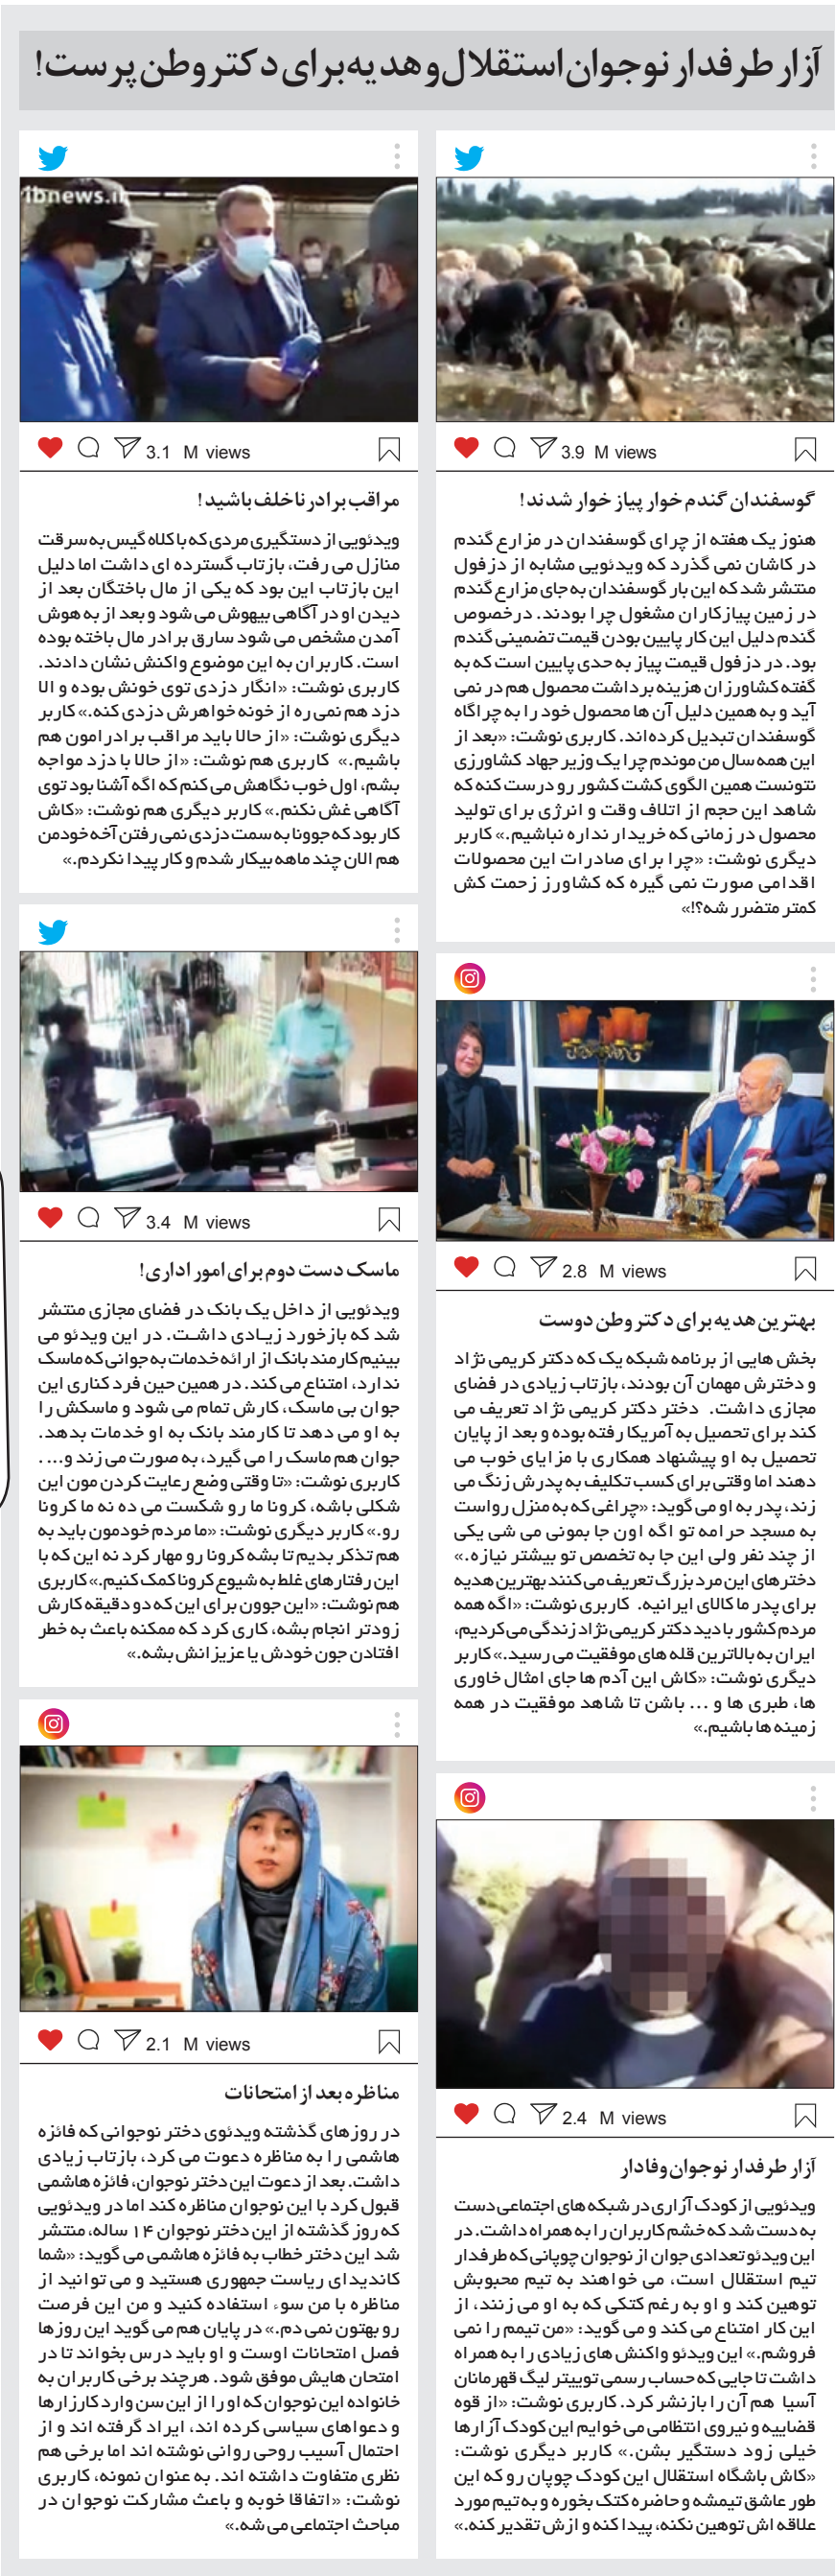 آزار طرفدار نوجوان استقلال و هدیه برای دکتر وطن پرست!
3.9 M views
گوسفندان گندم خوار پیاز خوار شدند!
هنوز یک هفته از چرای گوسفندان در مزارع گندم
در کاشان نمی گذرد که ویدئویی مشابه از دزفول
منتشر شد که این بار گوسفندان به جای مزارع گندم
در زمین پیازکاران مشغول چرا بودند. درخصوص
گندم دلیل این کار پایین بودن قیمت تضمینی گندم
بود. در دزفول قیمت پیاز به حدی پایین است که به
گفته کشاورزان هزینه برداشت محصول هم در نمی
آید و به همین دلیل آن ها محصول خود را به چراگاه
گوسفندان تبدیل کرده اند. کاربری نوشت: «بعد از
این همه سال من موندم چرا یک وزیر جهاد کشاورزی
نتونست همین الگوی کشت کشور رو درست کنه که
شاهد این حجم از اتلاف وقت و انرژی برای تولید
محصول در زمانی که خریدار نداره نباشیم.» کاربر
دیگری نوشت: «چرا برای صادرات این محصولات
اقدامی صورت نمی گیره که کشاورز زحمت کش
کمتر متضرر شه؟!»
2.8 M views
بهترین هدیه برای دکتر وطن دوست
بخش هایی از برنامه شبکه یک که دکتر کریمی نژاد
و دخترش مهمان آن بودند، بازتاب زیادی در فضای
مجازی داشت. دختر دکتر کریمی نژاد تعریف می
کند برای تحصیل به آمریکا رفته بوده و بعد از پایان
تحصیل به او پیشنهاد همکاری با مزایای خوب می
دهند اما وقتی برای کسب تکلیف به پدرش زنگ می
زند، پدر به او می گوید: «چراغی که به منزل رواست
به مسجد حرامه تو اگه اون جا بمونی می شی یکی
از چند نفر ولی این جا به تخصص تو بیشتر نیازه.»
دخترهای این مرد بزرگ تعریف می کنند بهترین هدیه
برای پدر ما کالای ایرانیه. کاربری نوشت: «اگه همه
مردم کشور با دید دکتر کریمی نژاد زندگی می کردیم،
ایران به بالاترین قله های موفقیت می رسید.» کاربر
دیگری نوشت: «کاش این آدم ها جای امثال خاوری
ها، طبری ها و ... باشن تا شاهد موفقیت در همه
زمینه ها باشیم.»
2.4 M views
آزار طرفدار نوجوان وفادار
ویدئویی از کودک آزاری در شبکه های اجتماعی دست
به دست شد که خشم کاربران را به همراه داشت. در
این ویدئو تعدادی جوان از نوجوان چوپانی که طرفدار
تیم استقلال است، می خواهند به تیم محبوبش
توهین کند و او به رغم کتکی که به او می زنند، از
این کار امتناع می کند و می گوید: «من تیمم را نمی
فروشم.» این ویدئو واکنش های زیادی را به همراه
داشت تا جایی که حساب رسمی توییتر لیگ قهرمانان
آسیا هم آن را بازنشر کرد. کاربری نوشت: «از قوه
قضاییه و نیروی انتظامی می خوایم این کودک آزارها
خیلی زود دستگیر بشن.» کاربر دیگری نوشت:
«کاش باشگاه استقلال این کودک چوپان رو که این
طور عاشق تیمشه و حاضره کتک بخوره و به تیم مورد
علاقه اش توهین نکنه، پیدا کنه و ازش تقدیر کنه.»
ibnews.ir
3.1 M views
مراقب برادر ناخلف باشید!
ویدئویی از دستگیری مردی که با کلاه گیس به سرقت
منازل می رفت، بازتاب گسترده ای داشت اما دلیل
این بازتاب این بود که یکی از مال باختگان بعد از
دیدن او در آگاهی بیهوش می شود و بعد از به هوش
آمدن مشخص می شود سارق برادر مال باخته بوده
است. کاربران به این موضوع واکنش نشان دادند.
کاربری نوشت: «انگار دزدی توی خونش بوده و الا
دزد هم نمی ره از خونه خواهرش دزدی کنه.» کاربر
دیگری نوشت: «از حالا باید مراقب برادرامون هم
باشیم.» کاربری هم نوشت: «از حالا با دزد مواجه
بشم، اول خوب نگاهش می کنم که اگه آشنا بود توی
آگاهی غش نکنم.» کاربر دیگری هم نوشت: «کاش
کار بود که جوونا به سمت دزدی نمی رفتن آخه خودمن
هم الان چند ماهه بیکار شدم و کار پیدا نکردم.»
3.4 M views
ماسک دست دوم برای امور اداری!
ویدئویی از داخل یک بانک در فضای مجازی منتشر
شد که بازخورد زیـادی داشـت. در این ویدئو می
بینیم کارمند بانک از ارائه خدمات به جوانی که ماسک
ندارد، امتناع می کند. در همین حین فرد کناری این
جوان بی ماسک، کارش تمام می شود و ماسکش را
به او می دهد تا کارمند بانک به او خدمات بدهد.
جوان هم ماسک را می گیرد، به صورت می زند و... .
کاربری نوشت: «تا وقتی وضع رعایت کردن مون این
شکلی باشه، کرونا ما رو شکست می ده نه ما کرونا
رو.» کاربر دیگری نوشت: «ما مردم خودمون باید به
هم تذکر بدیم تا بشه کرونا رو مهار کرد نه این که با
این رفتارهای غلط به شیوع کرونا کمک کنیم.» کاربری
هم نوشت: «این جوون برای این که دو دقیقه کارش
زودتر انجام بشه، کاری کرد که ممکنه باعث به خطر
افتادن جون خودش یا عزیزانش بشه.»
2.1 M views
مناظره بعد از امتحانات
در روزهای گذشته ویدئوی دختر نوجوانی که فائزه
هاشمی را به مناظره دعوت می کرد، بازتاب زیادی
داشت. بعد از دعوت این دختر نوجوان، فائزه هاشمی
قبول کرد با این نوجوان مناظره کند اما در ویدئویی
که روز گذشته از این دختر نوجوان ۱۴ ساله، منتشر
شد این دختر خطاب به فائزه هاشمی می گوید: «شما
کاندیدای ریاست جمهوری هستید و می توانید از
مناظره با من سوء استفاده کنید و من این فرصت
رو بهتون نمی دم.» در پایان هم می گوید این روزها
فصل امتحانات اوست و او باید درس بخواند تا در
امتحان هایش موفق شود. هرچند برخی کاربران به
خانواده این نوجوان که او را از این سن وارد کارزارها
و دعواهای سیاسی کرده اند، ایراد گرفته اند و از
احتمال آسیب روحی روانی نوشته اند اما برخی هم
نظری متفاوت داشته اند. به عنوان نمونه، کاربری
نوشت: «اتفاقا خوبه و باعث مشارکت نوجوان در
مباحث اجتماعی می شه.»